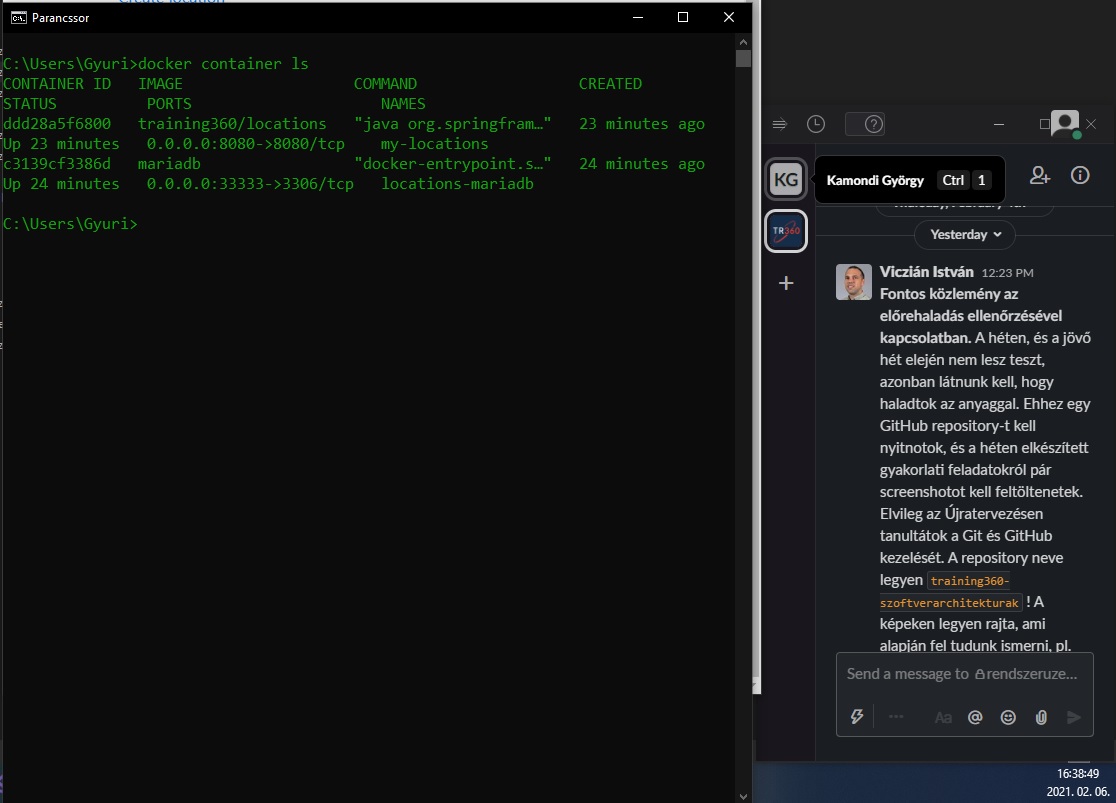 Create location
Parancssor
C:\Users\Gyuri>docker container ls
CONTAINER ID   IMAGE                   COMMAND                  CREATED
STATUS          PORTS                     NAMES
ddd28a5f6800   training360/locations   "java org.springfram…"   23 minutes ago
Up 23 minutes   0.0.0.0:8080->8080/tcp    my-locations
c3139cf3386d   mariadb                 "docker-entrypoint.s…"   24 minutes ago
Up 24 minutes   0.0.0.0:33333->3306/tcp   locations-mariadb
C:\Users\Gyuri>
KG
Kamondi György Ctrl 1
TR360
Yesterday
Viczián István 12:23 PM
Fontos közlemény az
előrehaladás ellenőrzésével
kapcsolatban. A héten, és a jövő
hét elején nem lesz teszt,
azonban látnunk kell, hogy
haladtok az anyaggal. Ehhez egy
GitHub repository-t kell
nyitnotok, és a héten elkészített
gyakorlati feladatokról pár
screenshotot kell feltöltenetek.
Elvileg az Újratervezésen
tanultátok a Git és GitHub
kezelését. A repository neve
legyen training360-
szoftverarchitekturak ! A
képeken legyen rajta, ami
alapján fel tudunk ismerni, pl.
Send a message to rendszeruze...
Aa
16:38:49
2021. 02. 06.